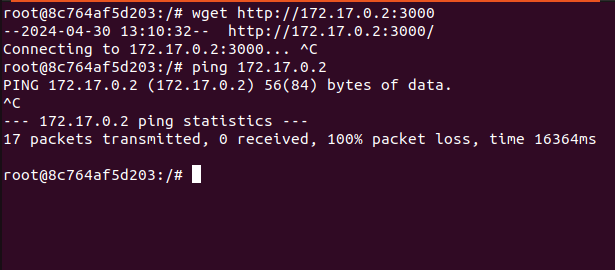 root@8c764af5d203:/# wget http://172.17.0.2:3000
--2024-04-30 13:10:32--  http://172.17.0.2:3000/
Connecting to 172.17.0.2:3000... ^C
root@8c764af5d203:/# ping 172.17.0.2
PING 172.17.0.2 (172.17.0.2) 56(84) bytes of data.
^C
--- 172.17.0.2 ping statistics ---
17 packets transmitted, 0 received, 100% packet loss, time 16364ms
root@8c764af5d203:/#